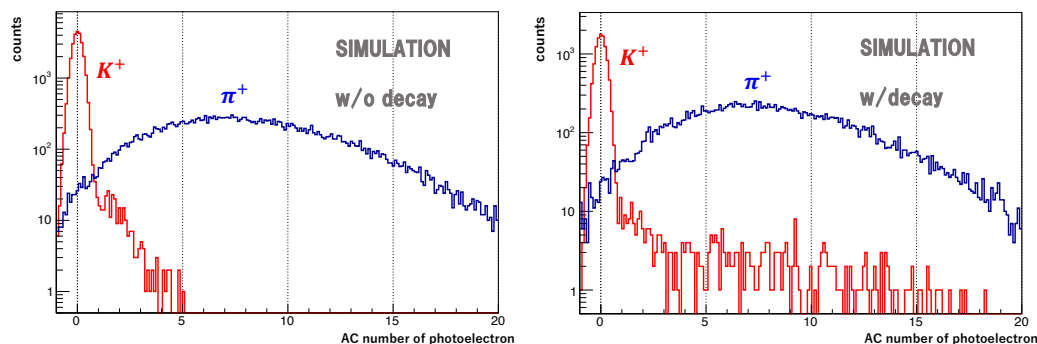 counts
SIMULATION
K+
π+
w/o decay
10³
10²
10
1
0 5 10 15 20
AC number of photoelectron
counts
SIMULATION
K+
π+
w/decay
10³
10²
10
1
0 5 10 15 20
AC number of photoelectron